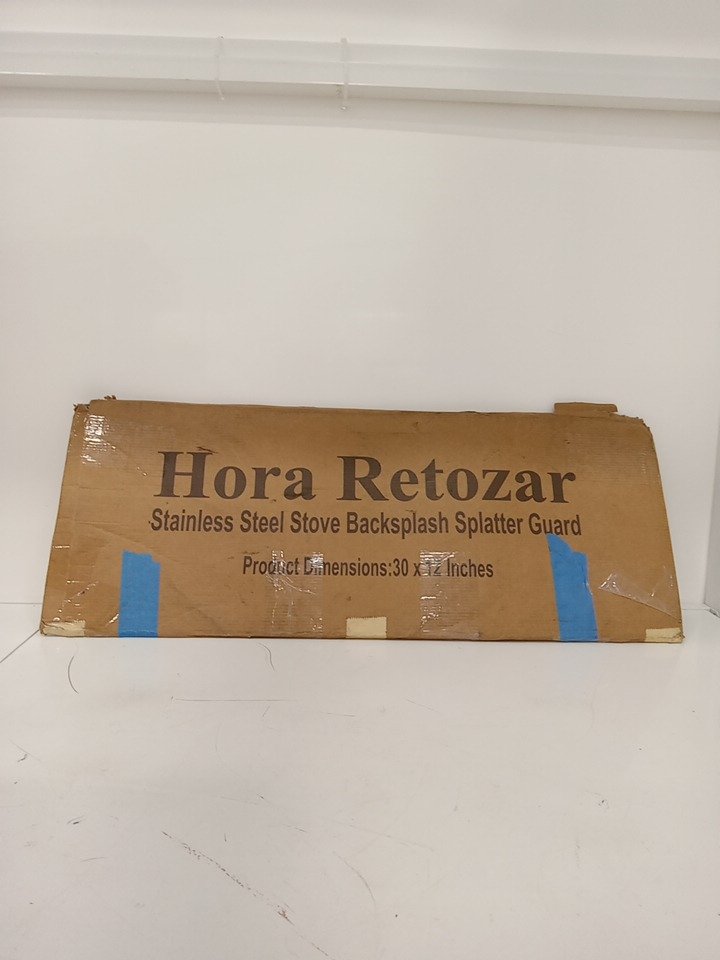 Hora Retozar
Stainless Steel Stove Backsplash Splatter Guard
Product Dimensions:30 x 12 Inches